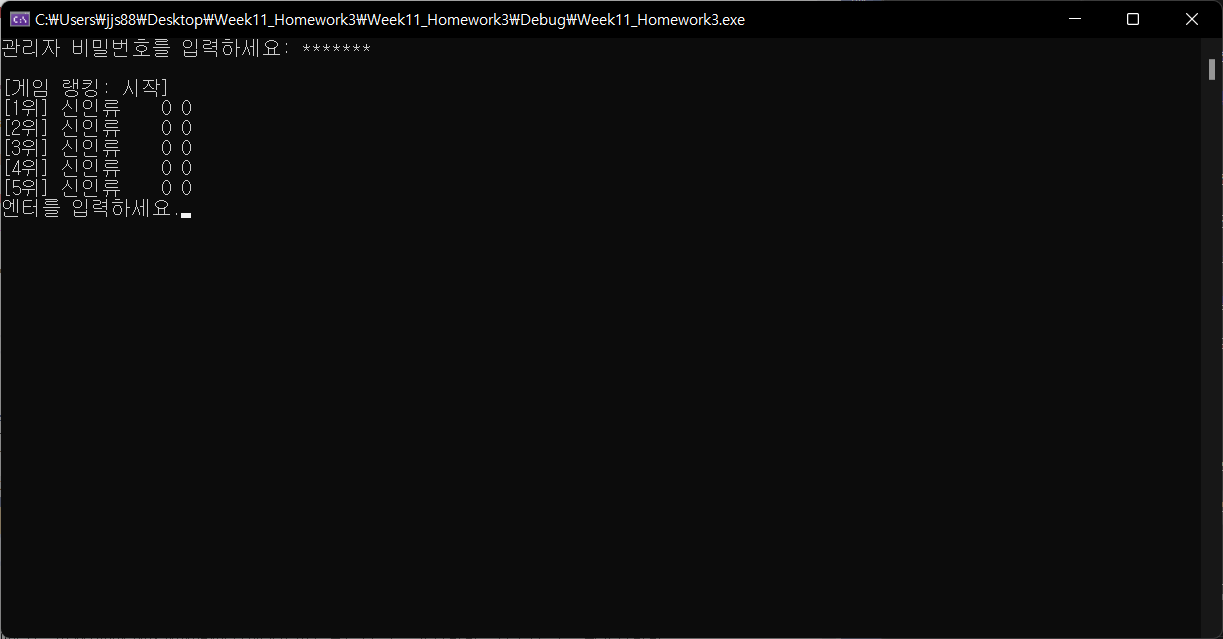 C:₩Users₩jjs88₩Desktop₩Week11_Homework3₩Week11_Homework3₩Debug₩Week11_Homework3.exe
관리자 비밀번호를 입력하세요: *******
[게임 랭킹: 시작]
[1위] 신인류    0 0
[2위] 신인류    0 0
[3위] 신인류    0 0
[4위] 신인류    0 0
[5위] 신인류    0 0
엔터를 입력하세요.